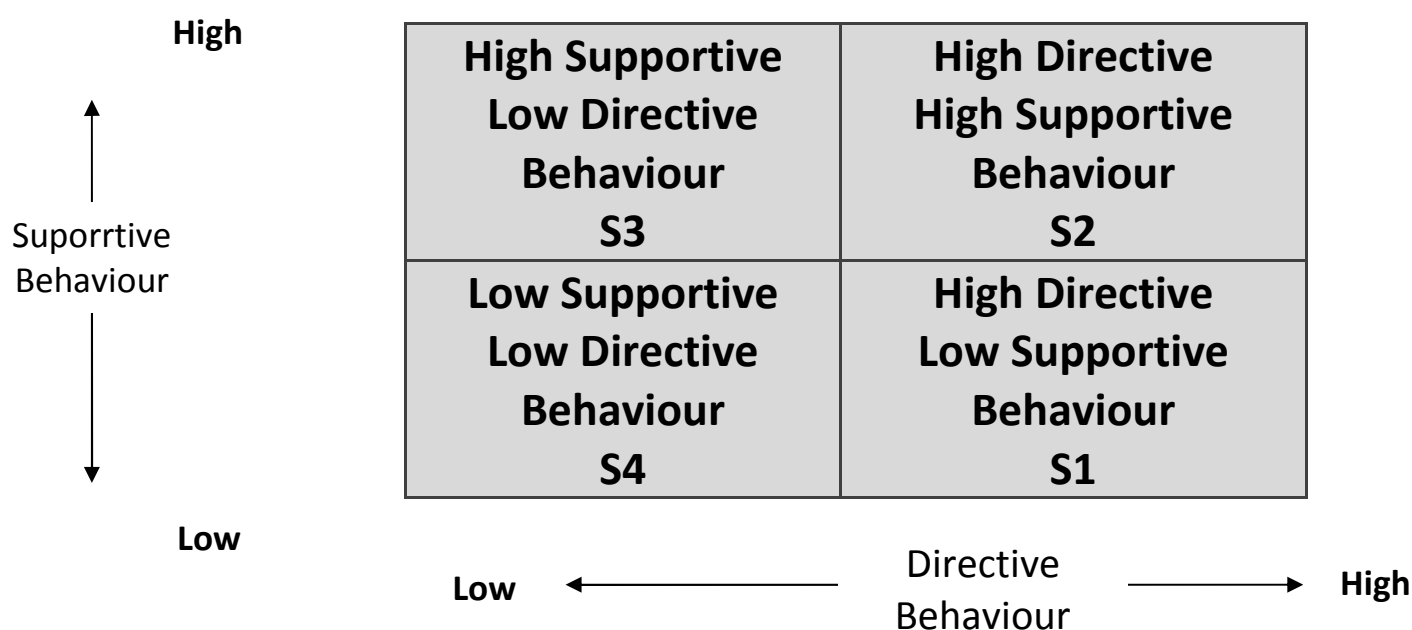 High
High Supportive
Low Directive
Behaviour
S3
High Directive
High Supportive
Behaviour
S2
Suporrtive
Behaviour
Low Supportive
Low Directive
Behaviour
S4
High Directive
Low Supportive
Behaviour
S1
Low
Low
Directive
Behaviour
High